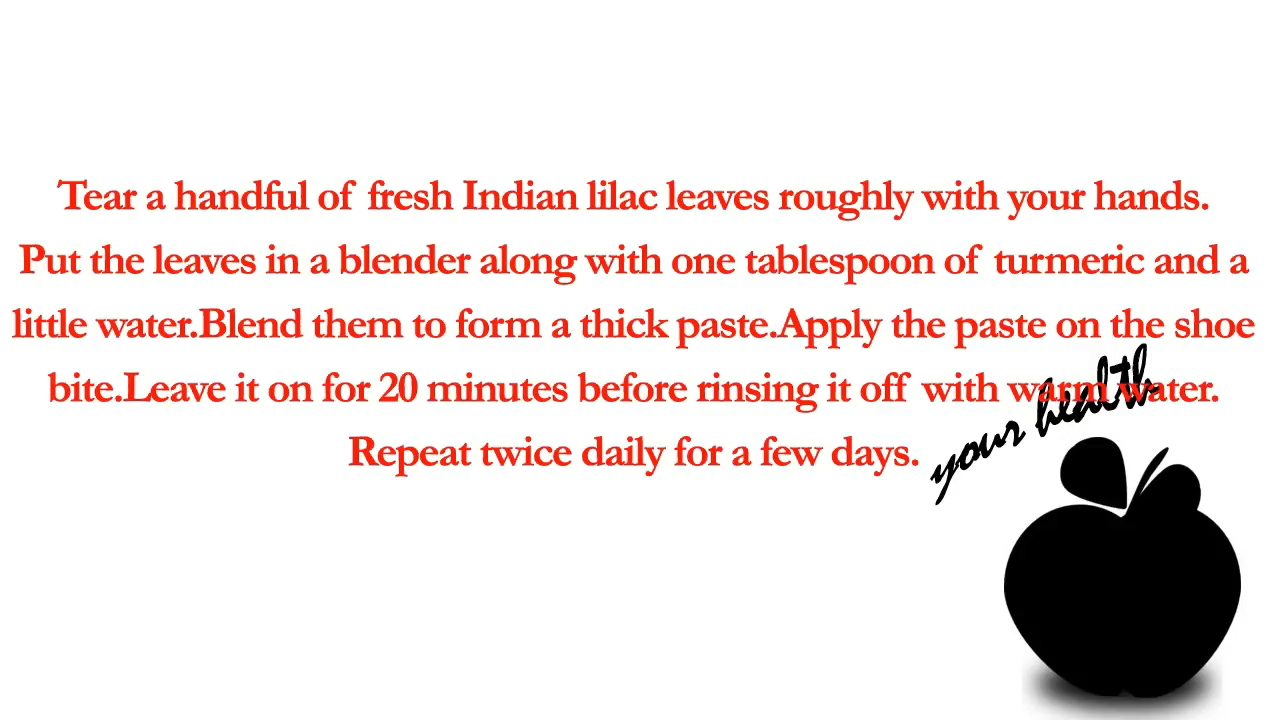 Tear a handful of fresh Indian lilac leaves roughly with your hands.
Put the leaves in a blender along with one tablespoon of turmeric and a
little water.Blend them to form a thick paste.Apply the paste on the shoe
bite.Leave it on for 20 minutes before rinsing it off with warm water.
Repeat twice daily for a few days.
your health